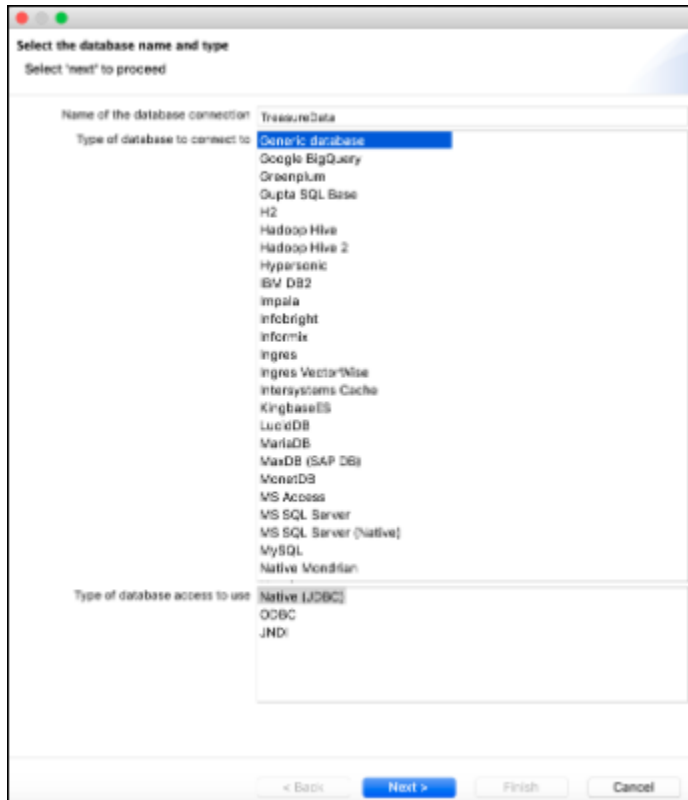 Select the database name and type
Select 'next' to proceed
Name of the database connection TreasureData
Type of database to connect to Generic database
Google BigQuery
Greenplum
Gupta SQL Base
H2
Hadoop Hive
Hadoop Hive 2
Hypersonic
IBM DB2
Impala
Infobright
Informix
Ingres
Ingres VectorWise
Intersystems Cache
KingbaseES
LucidDB
MariaDB
MaxDB (SAP DB)
MonetDB
MS Access
MS SQL Server
MS SQL Server (Native)
MySQL
Native Mondrian
Type of database access to use Native (JDBC)
ODBC
JNDI
< Back Next > Finish Cancel